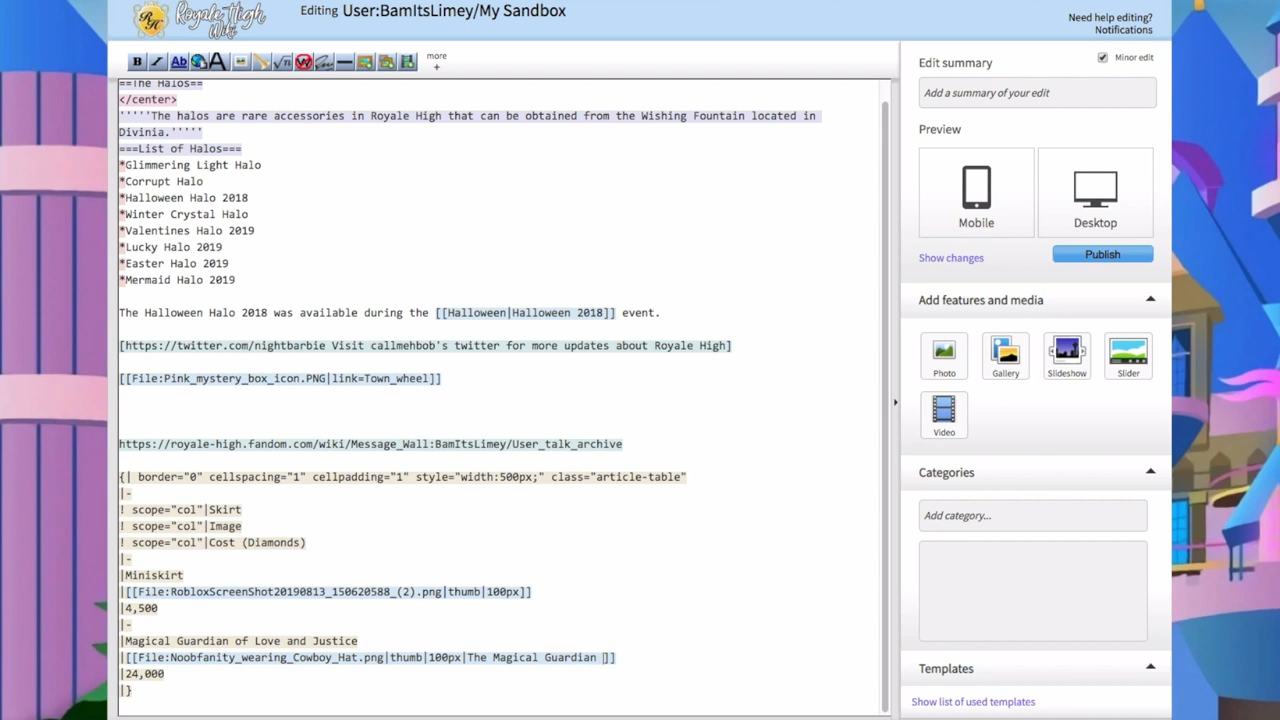 Royale High Wiki
RH
Editing User:BamItsLimey/My Sandbox
Need help editing?
Notifications
B Ab A √n W
more
+
==The Halos==
</center>
'''''The halos are rare accessories in Royale High that can be obtained from the Wishing Fountain located in
Divinia.'''''
===List of Halos===
*Glimmering Light Halo
*Corrupt Halo
*Halloween Halo 2018
*Winter Crystal Halo
*Valentines Halo 2019
*Lucky Halo 2019
*Easter Halo 2019
*Mermaid Halo 2019
The Halloween Halo 2018 was available during the [[Halloween|Halloween 2018]] event.
[https://twitter.com/nightbarbie Visit callmehbob's twitter for more updates about Royale High]
[[File:Pink_mystery_box_icon.PNG|link=Town_wheel]]
https://royale-high.fandom.com/wiki/Message_Wall:BamItsLimey/User_talk_archive
{| border="0" cellspacing="1" cellpadding="1" style="width:500px;" class="article-table"
|-
! scope="col"|Skirt
! scope="col"|Image
! scope="col"|Cost (Diamonds)
|-
|Miniskirt
|[[File:RobloxScreenShot20190813_150620588_(2).png|thumb|100px]]
|4,500
|-
|Magical Guardian of Love and Justice
|[[File:Noobfanity_wearing_Cowboy_Hat.png|thumb|100px|The Magical Guardian ]]
|24,000
|}
Edit summary
Minor edit
Add a summary of your edit
Preview
Mobile
Desktop
Show changes
Publish
Add features and media
Photo
Gallery
Slideshow
Slider
Video
Categories
Add category...
Templates
Show list of used templates